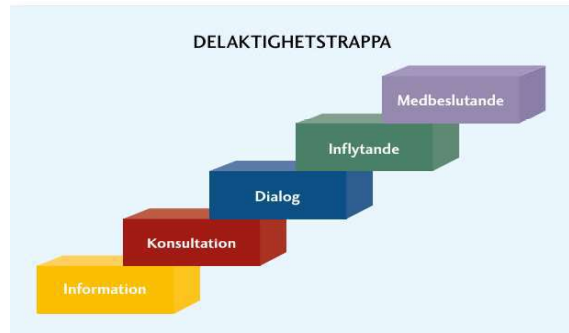 DELAKTIGHETSTRAPPA
Medbeslutande
Inflytande
Dialog
Konsultation
Information